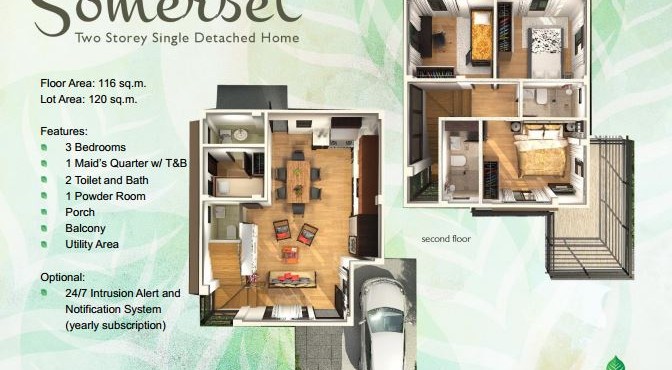 Somerset
Two Storey Single Detached Home
Floor Area: 116 sq.m.
Lot Area: 120 sq.m.
Features:
3 Bedrooms
1 Maid's Quarter w/ T&B
2 Toilet and Bath
1 Powder Room
Porch
Balcony
Utility Area
Optional:
24/7 Intrusion Alert and
Notification System
(yearly subscription)
second floor